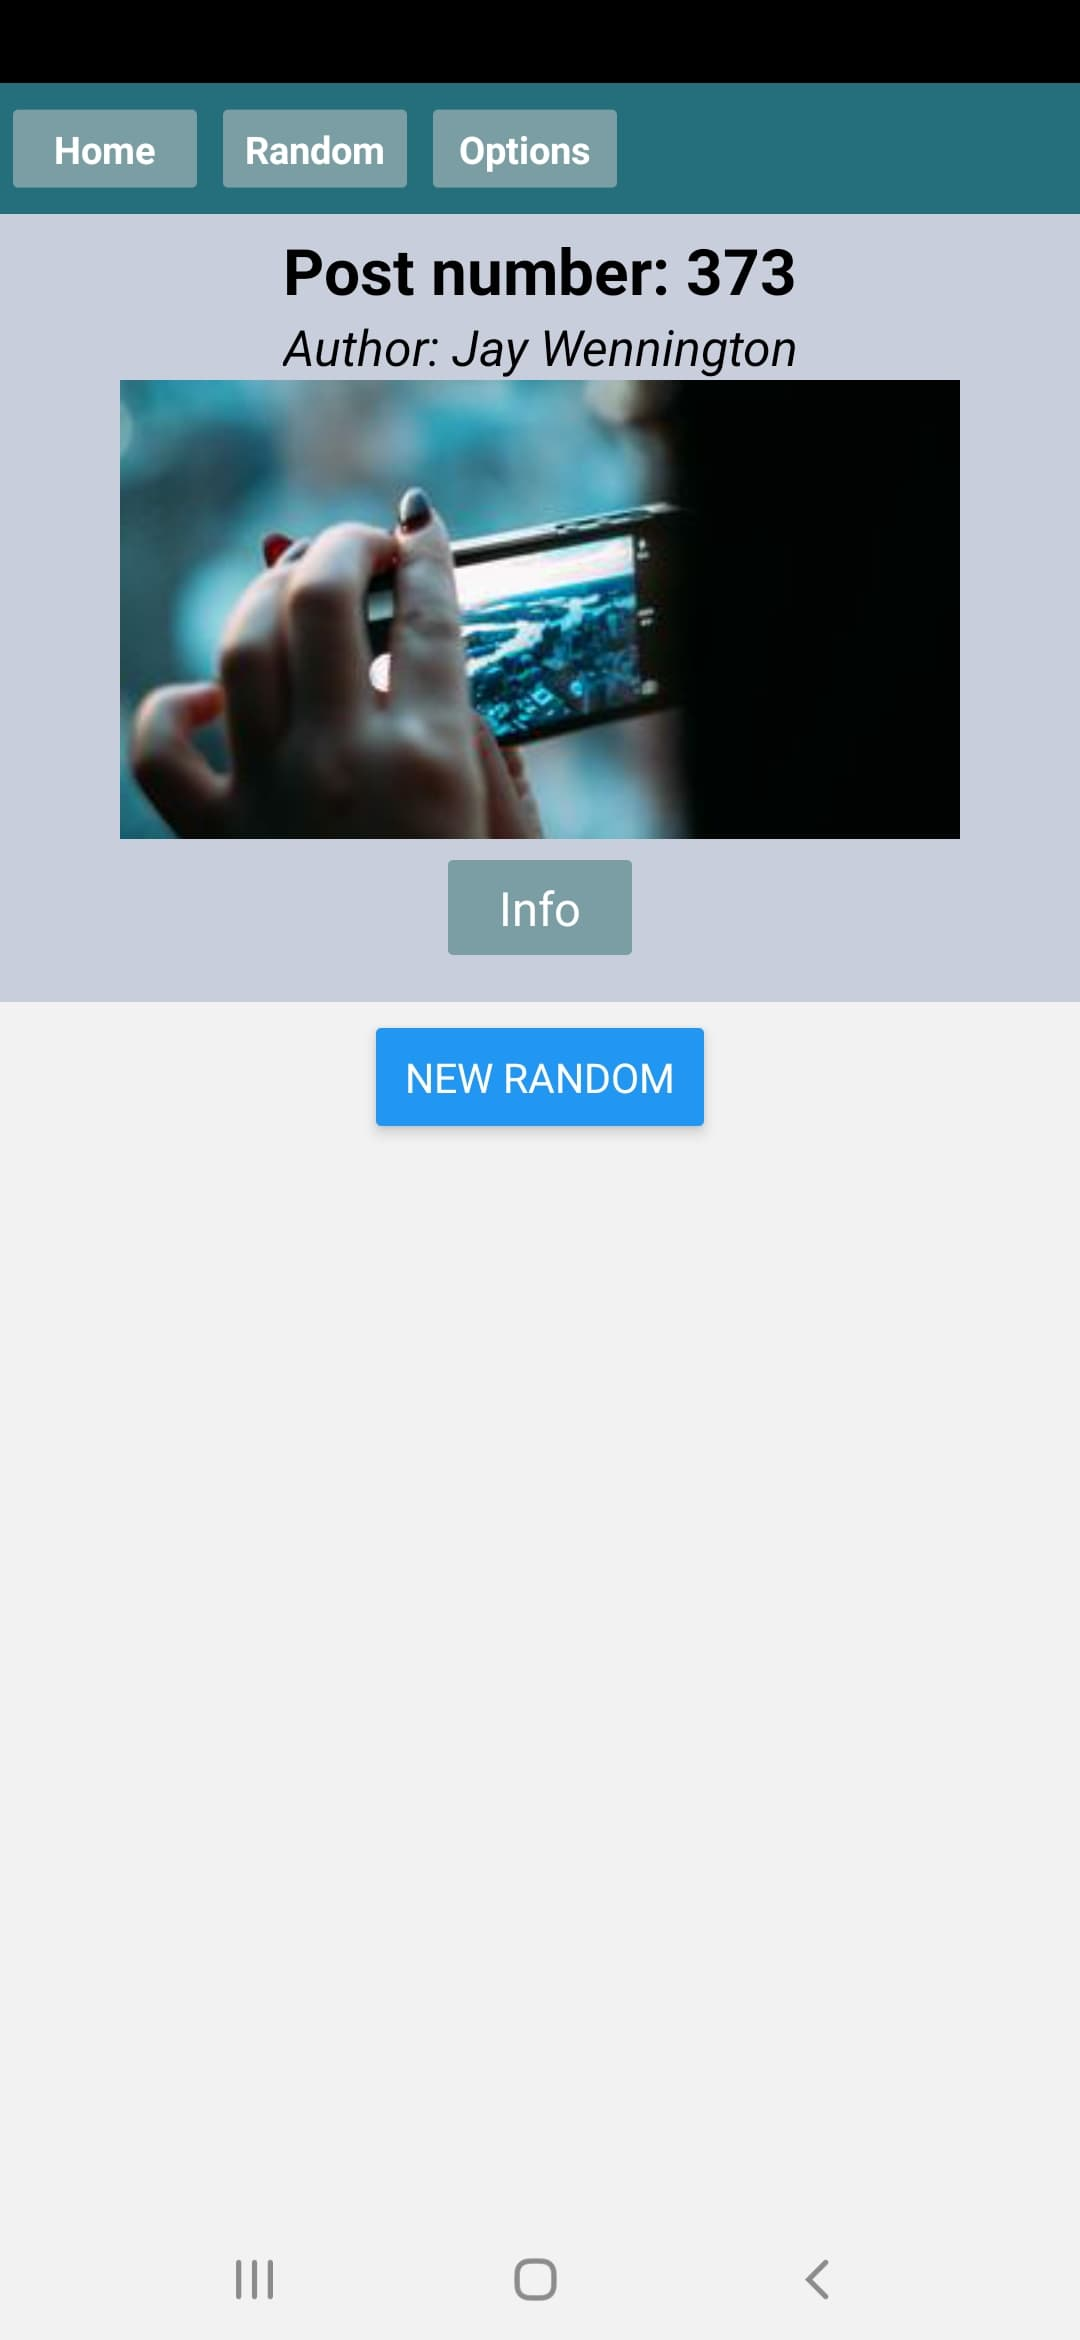 Home Random Options
Post number: 373
Author: Jay Wennington
Info
NEW RANDOM